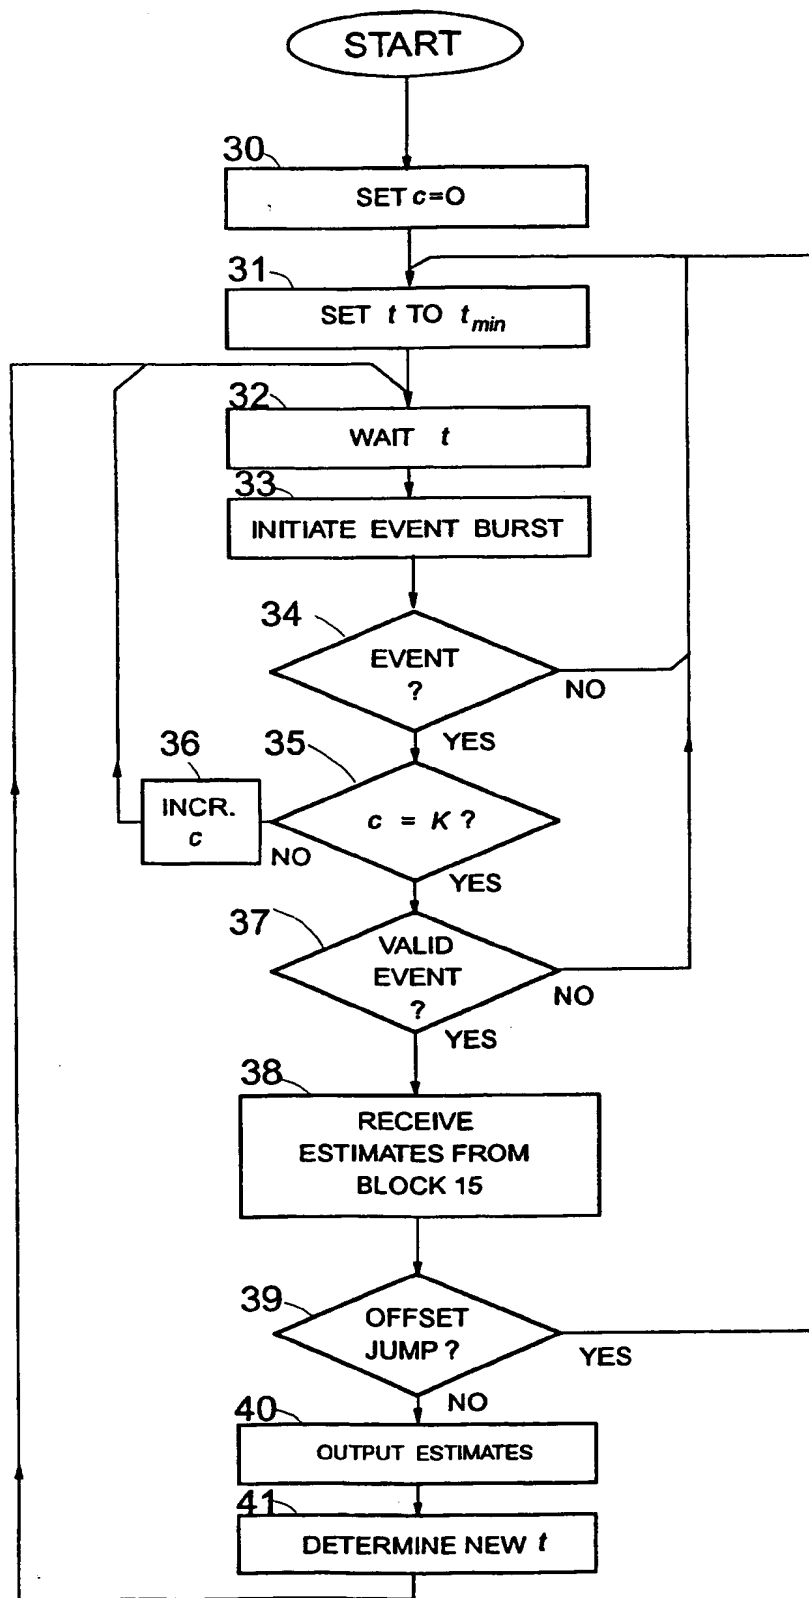 START
30
SET c=0
31
SET t TO tmin
32
WAIT t
33
INITIATE EVENT BURST
34
EVENT
?
NO
YES
35
36
INCR.
c
c = K ?
NO
YES
37
VALID
EVENT
?
NO
YES
38
RECEIVE
ESTIMATES FROM
BLOCK 15
39
OFFSET
JUMP ?
YES
NO
40
OUTPUT ESTIMATES
41
DETERMINE NEW t